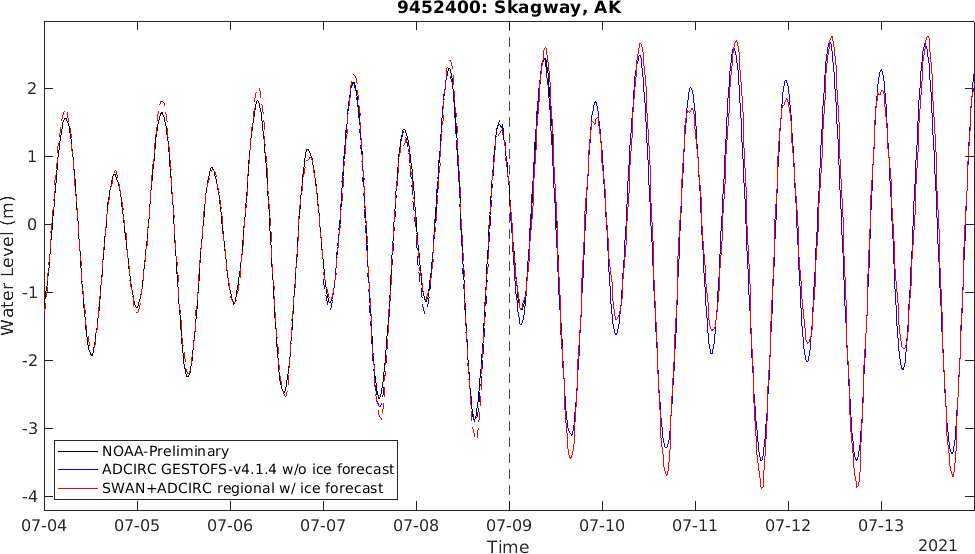 9452400: Skagway, AK
Water Level (m)
2
1
0
-1
-2
-3
-4
NOAA-Preliminary
ADCIRC GESTOFS-v4.1.4 w/o ice forecast
SWAN+ADCIRC regional w/ ice forecast
07-04 07-05 07-06 07-07 07-08 07-09 07-10 07-11 07-12 07-13
Time
2021